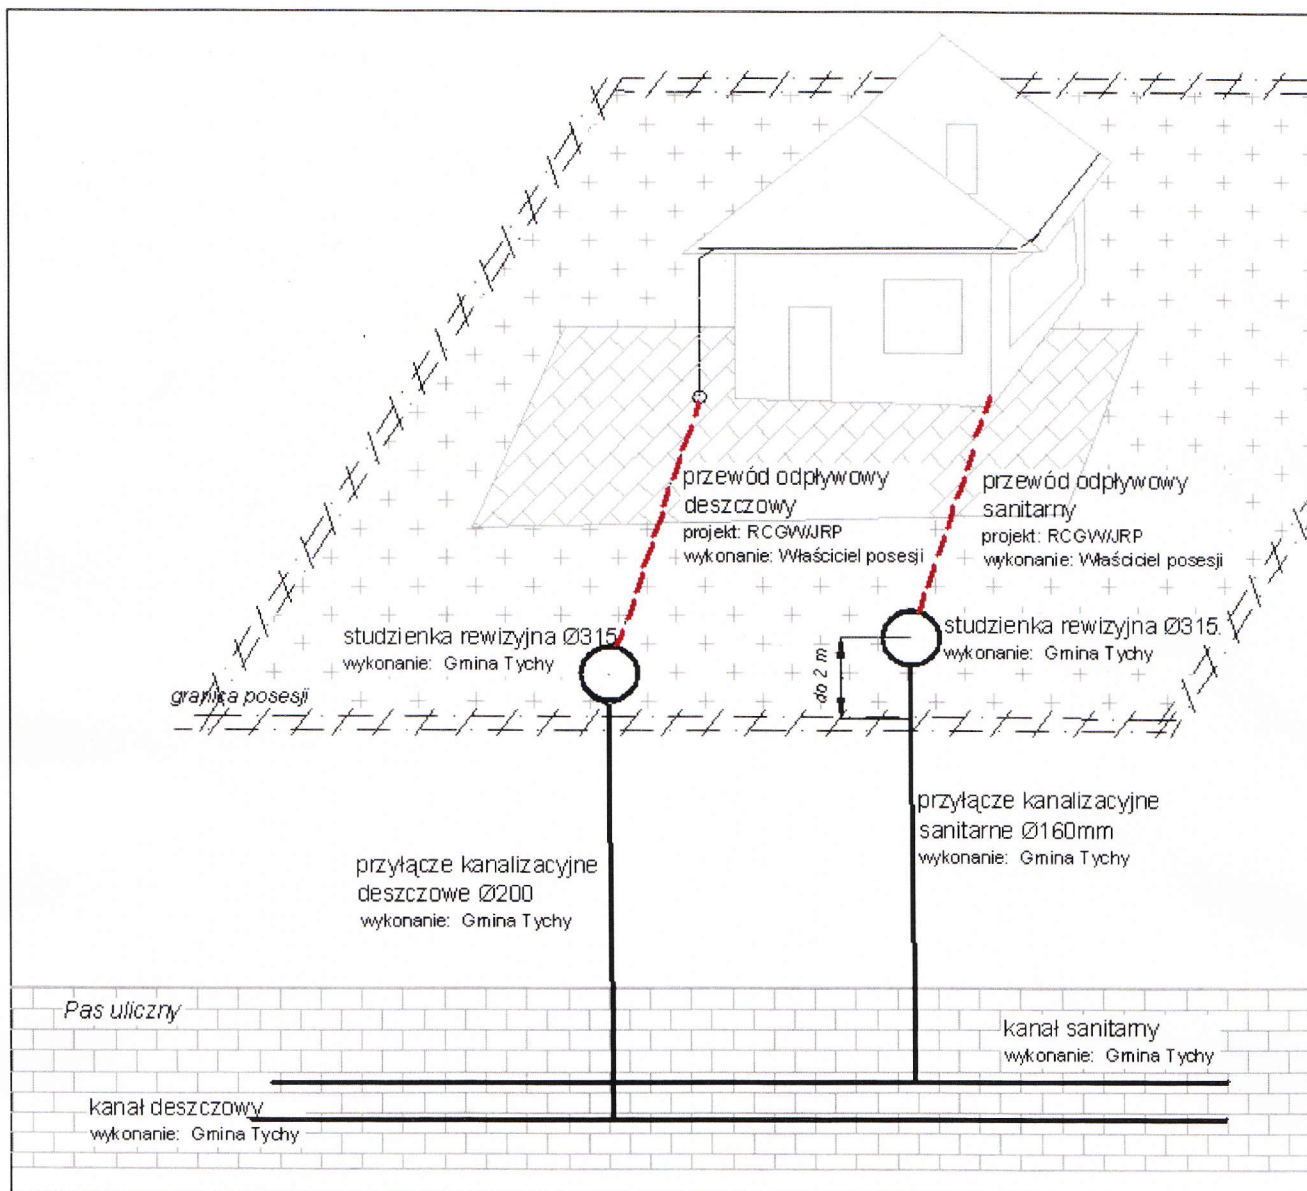 przewód odpływowy
deszczowy
projekt: RCGW/JRP
wykonanie: Właściciel posesji
przewód odpływowy
sanitarny
projekt: RCGW/JRP
wykonanie: Właściciel posesji
studzienka rewizyjna Ø315
wykonanie: Gmina Tychy
do 2 m
studzienka rewizyjna Ø315.
wykonanie: Gmina Tychy
granica posesji
przyłącze kanalizacyjne
sanitarne Ø160mm
wykonanie: Gmina Tychy
przyłącze kanalizacyjne
deszczowe Ø200
wykonanie: Gmina Tychy
Pas uliczny
kanał sanitarny
wykonanie: Gmina Tychy
kanał deszczowy
wykonanie: Gmina Tychy